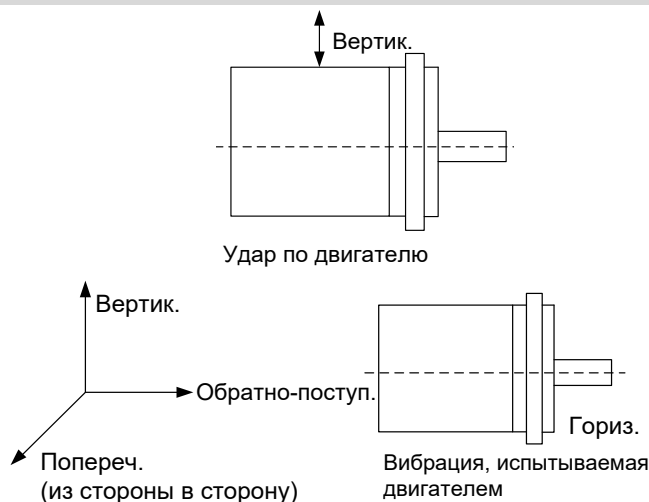 Вертик.
Удар по двигателю
Вертик.
Обратно-поступ.
Попереч.
(из стороны в сторону)
Гориз.
Вибрация, испытываемая
двигателем